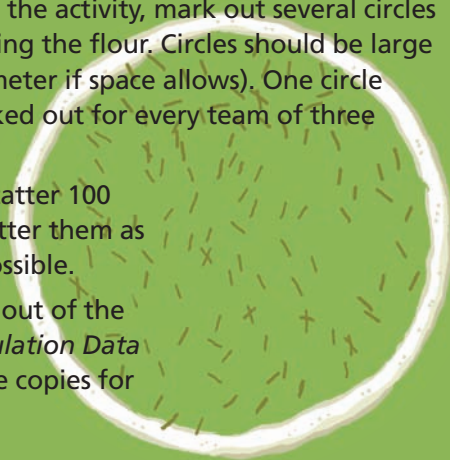 the activity, mark out several circles
ing the flour. Circles should be large
neter if space allows). One circle
ked out for every team of three
catter 100
tter them as
ossible.
out of the
ulation Data
e copies for